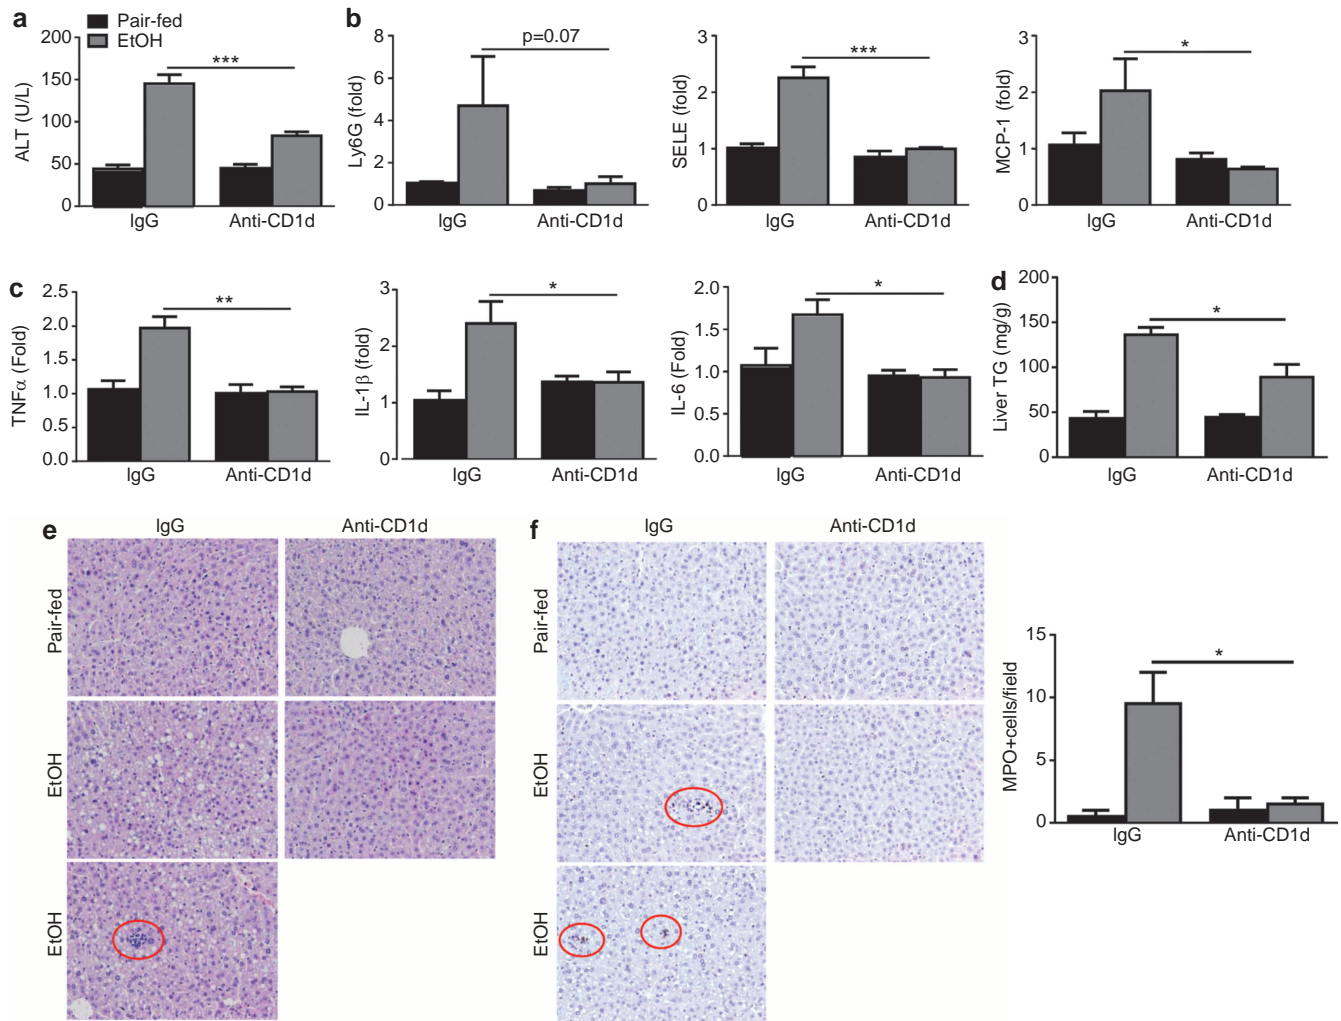 a
Pair-fed
EtOH
ALT (U/L)
200
150
100
50
0
***
IgG
Anti-CD1d
b
Ly6G (fold)
8
6
4
2
0
p=0.07
IgG
Anti-CD1d
SELE (fold)
3
2
1
0
***
IgG
Anti-CD1d
MCP-1 (fold)
3
2
1
0
*
IgG
Anti-CD1d
c
TNFα (Fold)
2.5
2.0
1.5
1.0
0.5
0.0
**
IgG
Anti-CD1d
IL-1β (fold)
3
2
1
0
*
IgG
Anti-CD1d
IL-6 (Fold)
2.0
1.5
1.0
0.5
0.0
*
IgG
Anti-CD1d
d
Liver TG (mg/g)
200
150
100
50
0
*
IgG
Anti-CD1d
e
IgG
Anti-CD1d
Pair-fed
EtOH
EtOH
f
IgG
Anti-CD1d
Pair-fed
EtOH
EtOH
MPO+cells/field
15
10
5
0
*
IgG
Anti-CD1d